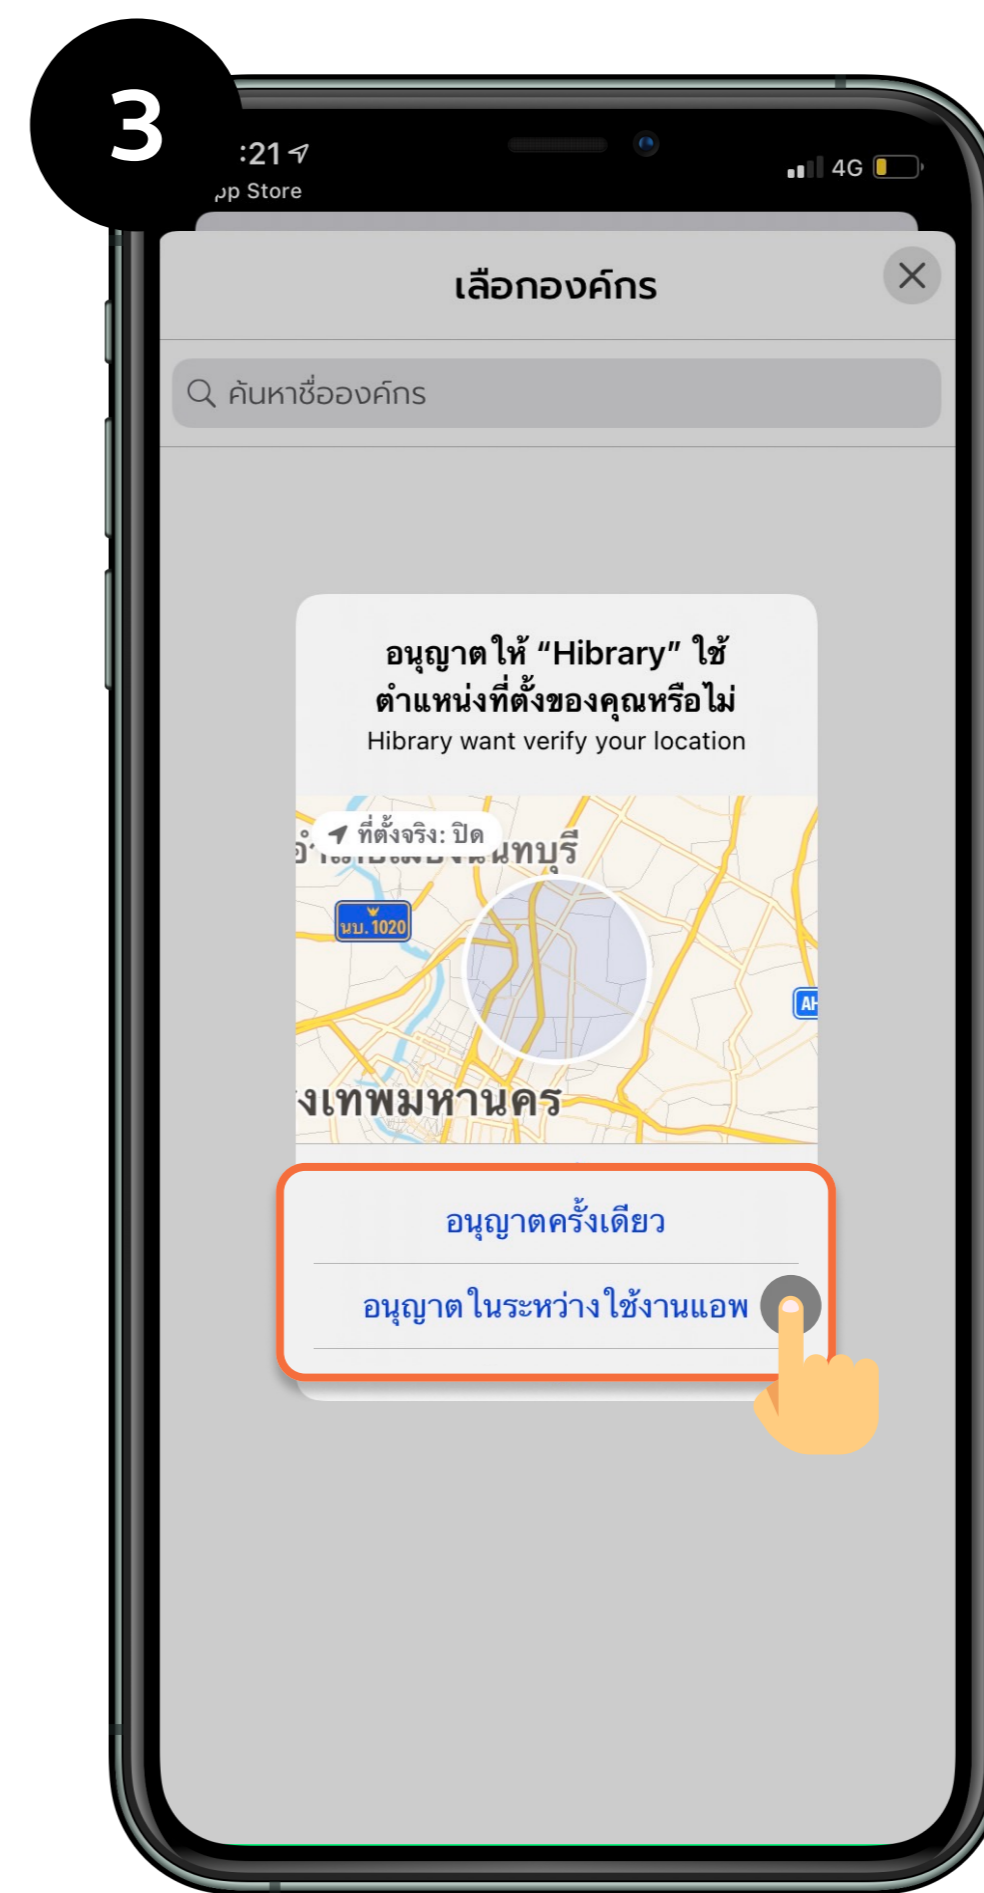 3
:21
pp Store
4G
เลือกองค์กร
ค้นหาชื่อองค์กร
อนุญาตให้ “Hibrary” ใช้
ตำแหน่งที่ตั้งของคุณหรือไม่
Hibrary want verify your location
ที่ตั้งจริง: ปิด
นทบุรี
นบ.1020
AH
งเทพมหานคร
อนุญาตครั้งเดียว
อนุญาตในระหว่างใช้งานแอพ